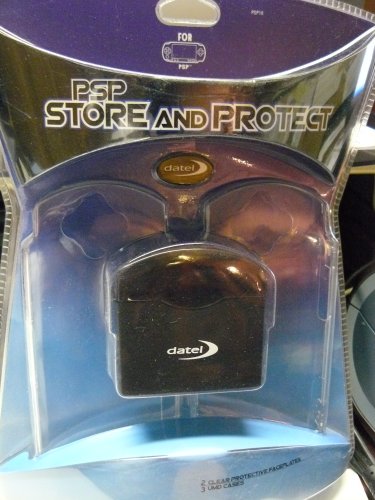 FOR
PSP
PSP
STORE AND PROTECT
datel
datel
2 CLEAR PROTECTIVE FACEPLATES
3 UMD CASES